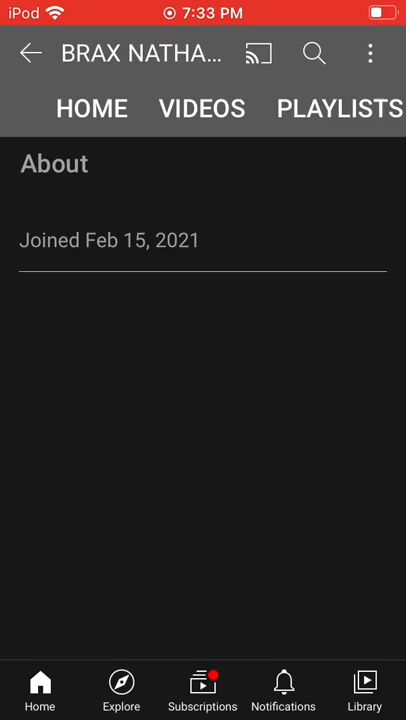 iPod 7:33 PM
BRAX NATHA...
HOME VIDEOS PLAYLISTS
About
Joined Feb 15, 2021
Home Explore Subscriptions Notifications Library